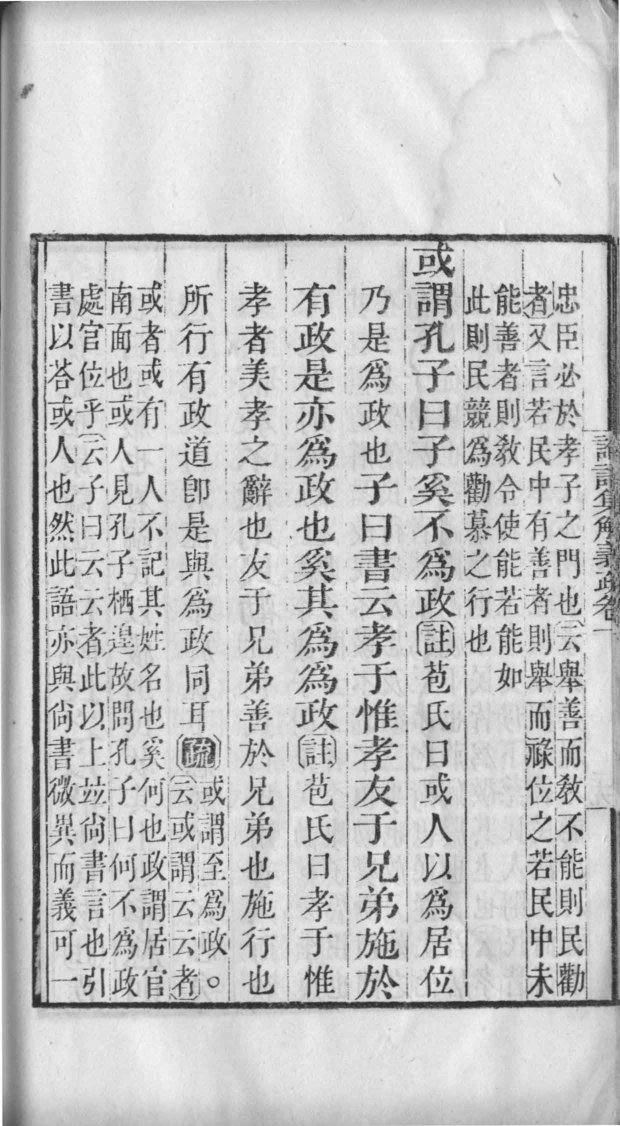 論語集解義疏卷一
忠臣必於孝子之門也云舉善而敎不能則民勸
者又言若民中有善者則舉而祿位之若民中未
能善者則敎令使能若能如
此則民競爲勸慕之行也
或謂孔子曰子奚不爲政註苞氏曰或人以爲居位
乃是爲政也子曰書云孝于惟孝友于兄弟施於
有政是亦爲政也奚其爲爲政註苞氏曰孝于惟
孝者美孝之辭也友于兄弟善於兄弟也施行也
所行有政道卽是與爲政同耳疏或謂至爲政。
云或謂云云者
或者或有一人不記其姓名也奚何也政謂居官
南面也或人見孔子栖遑故問孔子曰何不爲政
處官位乎云子曰云云者此以上竝尙書言也引
書以荅或人也然此語亦與尙書微異而義可一